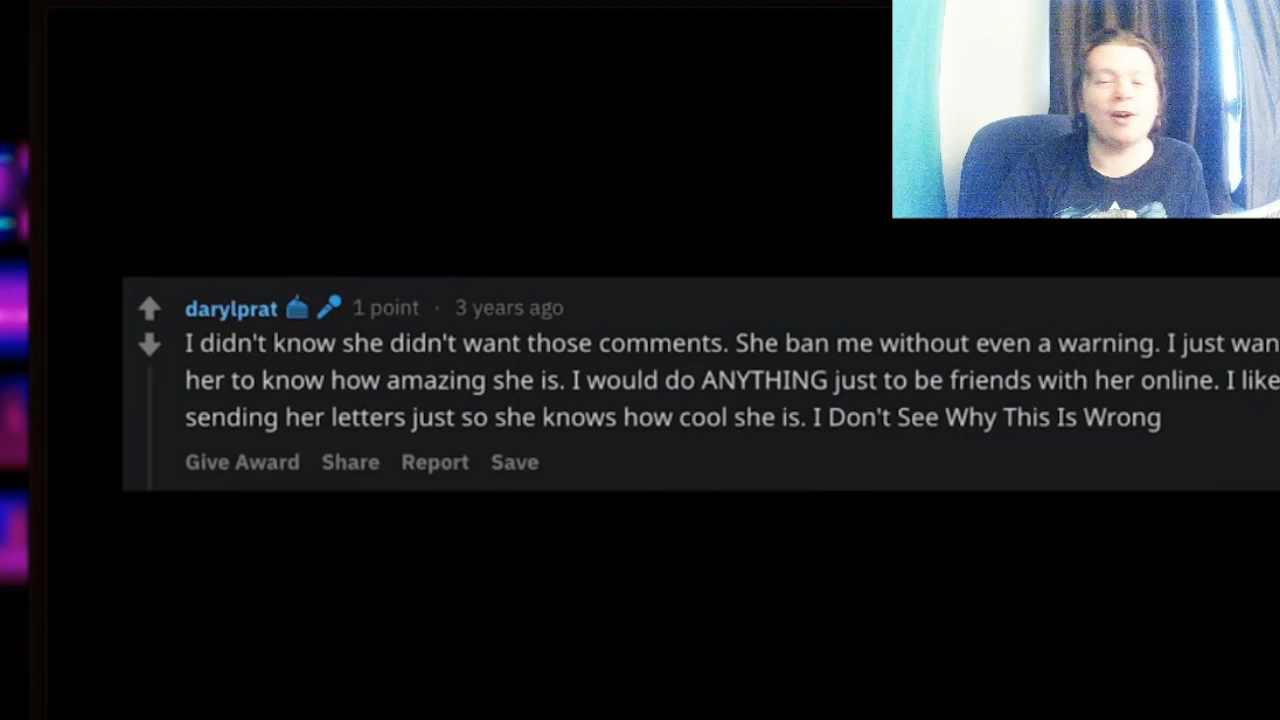 darylprat 1 point · 3 years ago
I didn't know she didn't want those comments. She ban me without even a warning. I just wan
her to know how amazing she is. I would do ANYTHING just to be friends with her online. I like
sending her letters just so she knows how cool she is. I Don't See Why This Is Wrong
Give Award Share Report Save